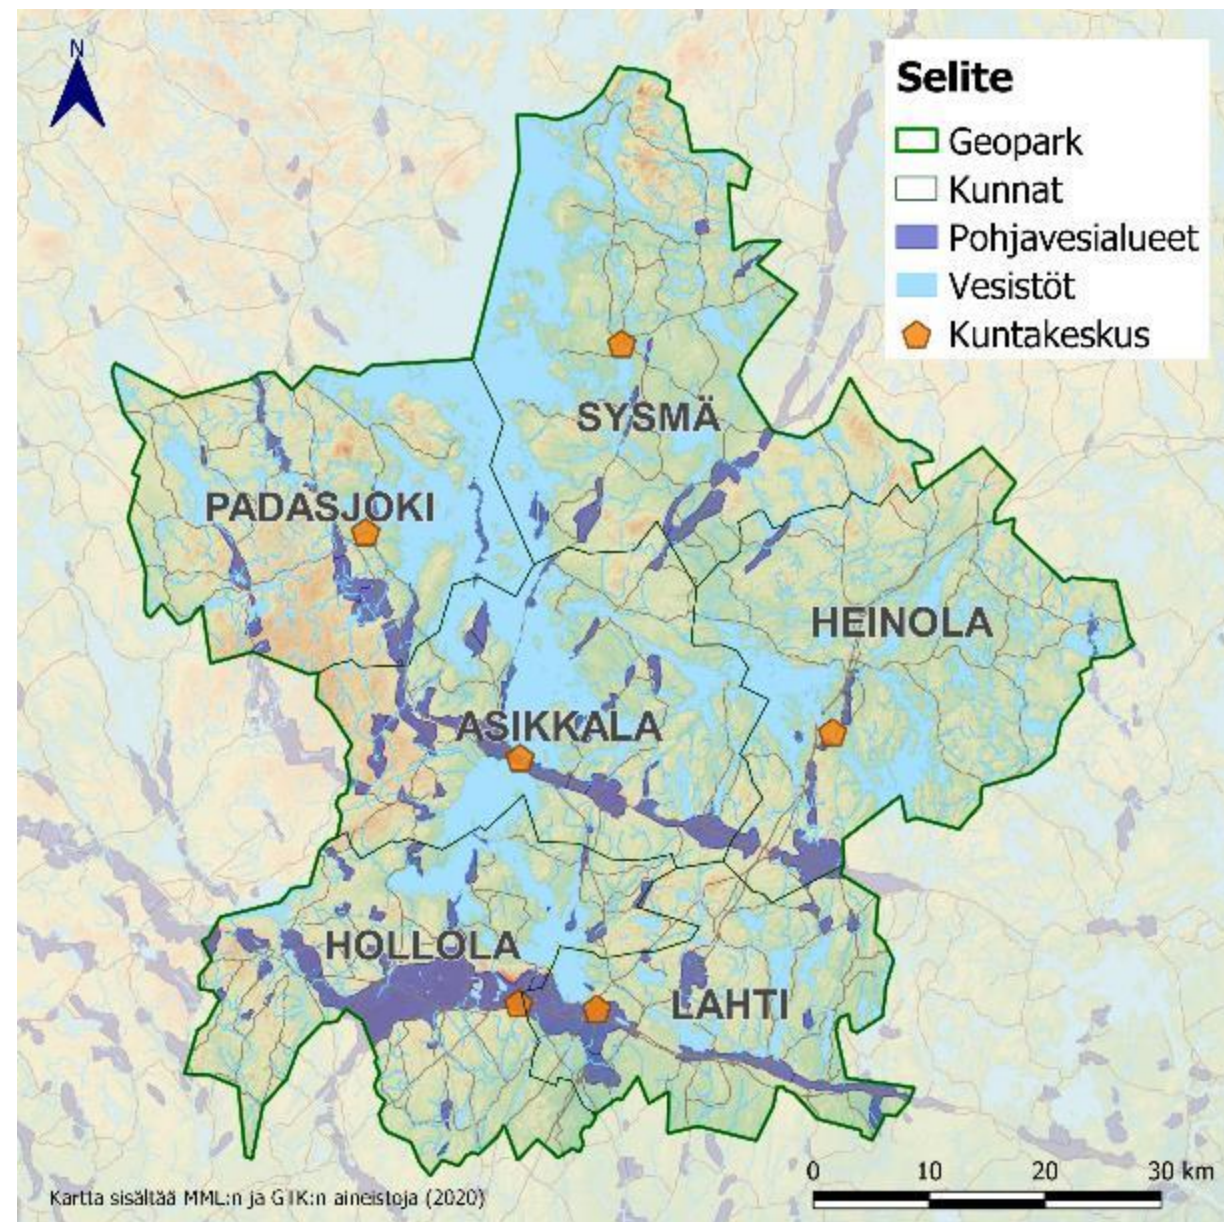 N
Selite
Geopark
Kunnat
Pohjavesialueet
Vesistöt
Kuntakeskus
SYSMÄ
PADASJOKI
HEINOLA
ASIKKALA
HOLLOLA
LAHTI
0 10 20 30 km
Kartta sisältää MML:n ja GTK:n aineistoja (2020)